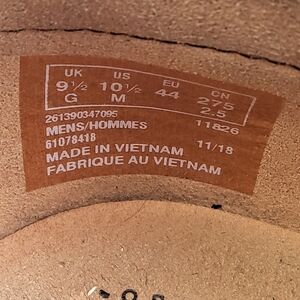 UK US EU CN
9½ 10½ 44 275
G M 2.5
261390347095 11826
MENS/HOMMES
61078418 11/18
MADE IN VIETNAM
FABRIQUE AU VIETNAM